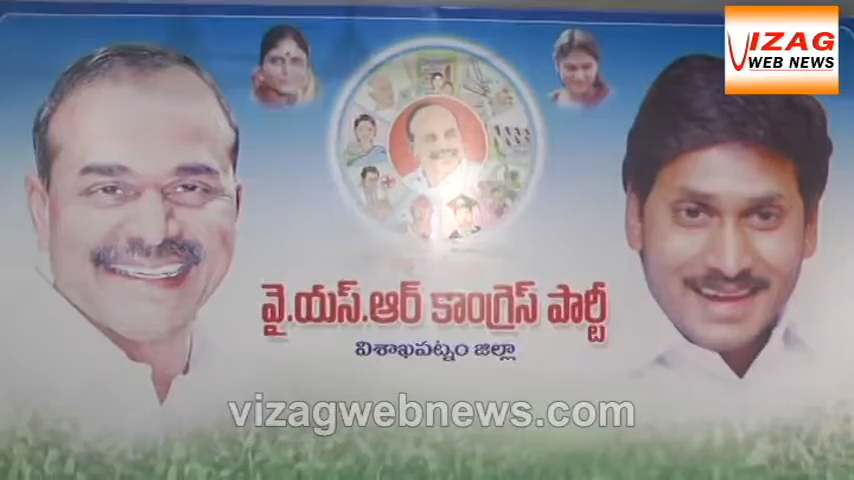 VIZAG
WEB NEWS
వై.యస్.ఆర్ కాంగ్రెస్ పార్టీ
విశాఖపట్నం జిల్లా
vizagwebnews.com